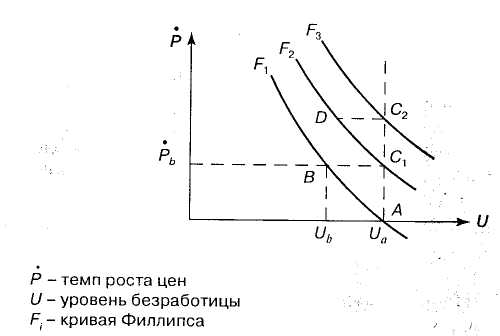 Ṗ
F₃
F₂
F₁
D
C₂
Ṗb
B
C₁
A
Ub
Ua
U
Ṗ – темп роста цен
U – уровень безработицы
Fᵢ – кривая Филлипса